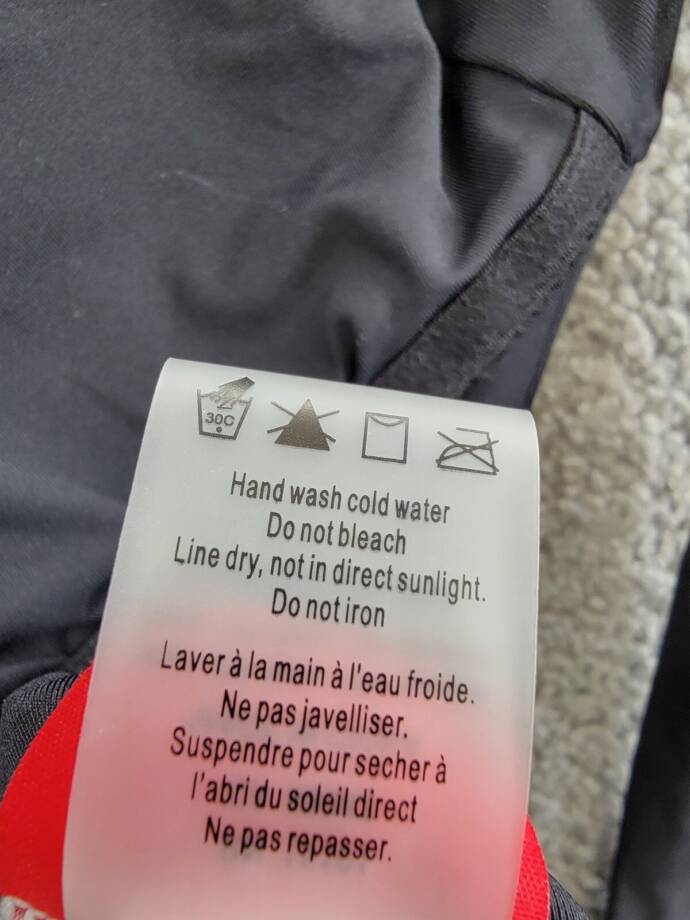 30C
Hand wash cold water
Do not bleach
Line dry, not in direct sunlight.
Do not iron
Laver à la main à l'eau froide.
Ne pas javelliser.
Suspendre pour secher à
l'abri du soleil direct
Ne pas repasser.